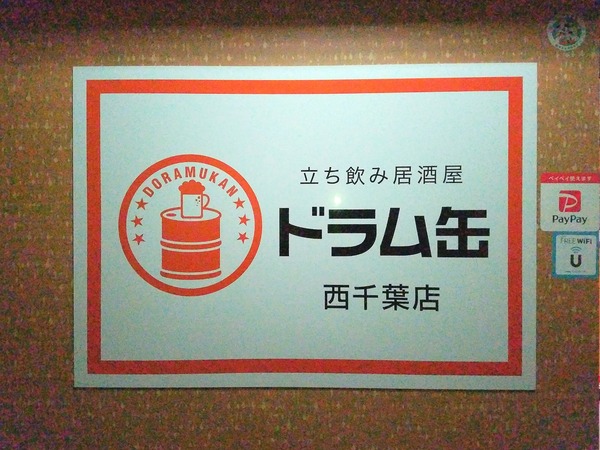 DORAMUKAN
立ち飲み居酒屋
ドラム缶
西千葉店
ペイペイ使えます
PayPay
FREE WiFi
U